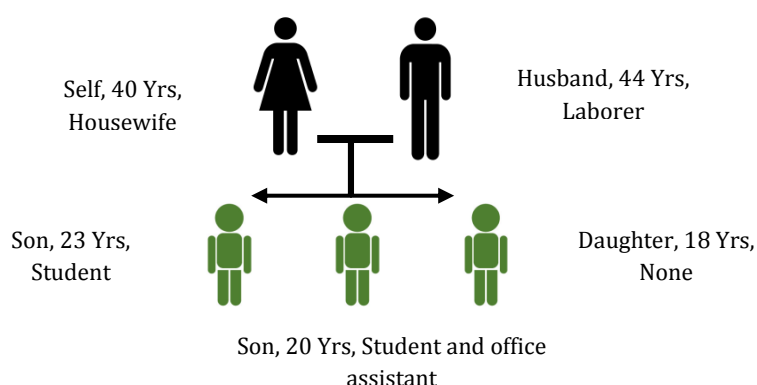 Self, 40 Yrs,
Housewife
Husband, 44 Yrs,
Laborer
Son, 23 Yrs,
Student
Daughter, 18 Yrs,
None
Son, 20 Yrs, Student and office
assistant